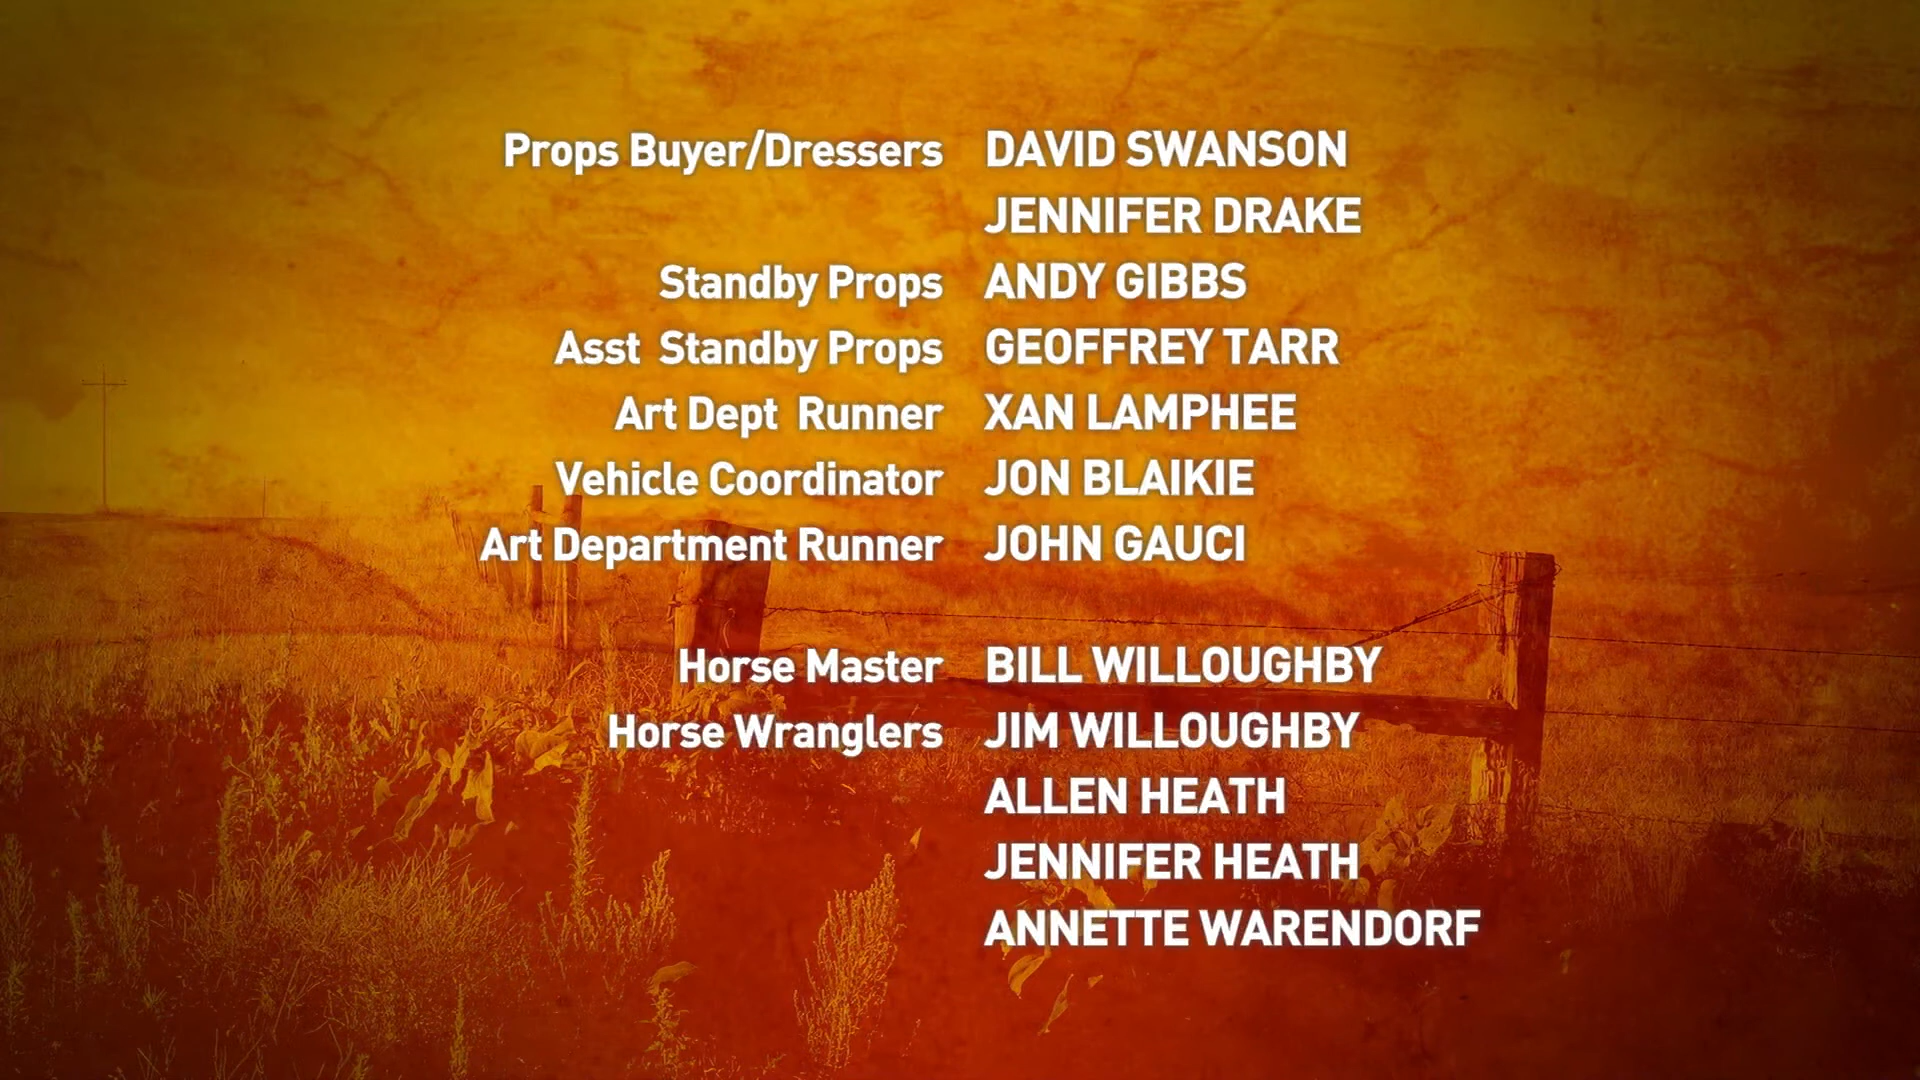 Props Buyer/Dressers DAVID SWANSON
JENNIFER DRAKE
Standby Props ANDY GIBBS
Asst Standby Props GEOFFREY TARR
Art Dept Runner XAN LAMPHEE
Vehicle Coordinator JON BLAIKIE
Art Department Runner JOHN GAUCI
Horse Master BILL WILLOUGHBY
Horse Wranglers JIM WILLOUGHBY
ALLEN HEATH
JENNIFER HEATH
ANNETTE WARENDORF